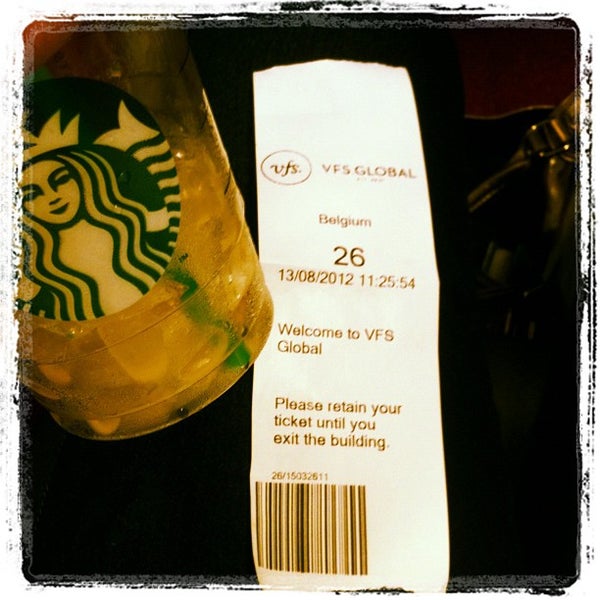 vfs.
VFS.GLOBAL
Belgium
26
13/08/2012 11:25:54
Welcome to VFS
Global
Please retain your
ticket until you
exit the building.
26/15032611